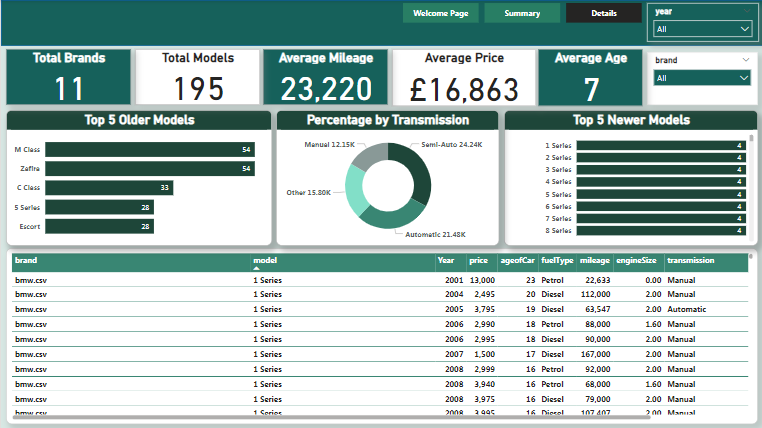 Welcome Page
Summary
Details
year
All
Total Brands
11
Total Models
195
Average Mileage
23,220
Average Price
£16,863
Average Age
7
brand
All
Top 5 Older Models
M Class 54
Zafira 54
C Class 33
5 Series 28
Escort 28
Percentage by Transmission
Manual 12.15K
Semi-Auto 24.24K
Other 15.80K
Automatic 21.48K
Top 5 Newer Models
1 Series 4
2 Series 4
3 Series 4
4 Series 4
5 Series 4
6 Series 4
7 Series 4
8 Series 4
brand model Year price ageofCar fuelType mileage engineSize transmission
bmw.csv 1 Series 2001 13,000 23 Petrol 22,633 0.00 Manual
bmw.csv 1 Series 2004 2,495 20 Diesel 112,000 2.00 Manual
bmw.csv 1 Series 2005 3,795 19 Diesel 63,547 2.00 Automatic
bmw.csv 1 Series 2006 2,990 18 Petrol 88,000 1.60 Manual
bmw.csv 1 Series 2006 2,995 18 Diesel 90,000 2.00 Manual
bmw.csv 1 Series 2007 1,500 17 Diesel 167,000 2.00 Manual
bmw.csv 1 Series 2008 2,999 16 Petrol 92,000 2.00 Manual
bmw.csv 1 Series 2008 3,940 16 Petrol 68,000 1.60 Manual
bmw.csv 1 Series 2008 3,975 16 Diesel 79,000 2.00 Manual
bmw.csv 1 Series 2008 3,995 16 Diesel 107,407 2.00 Manual